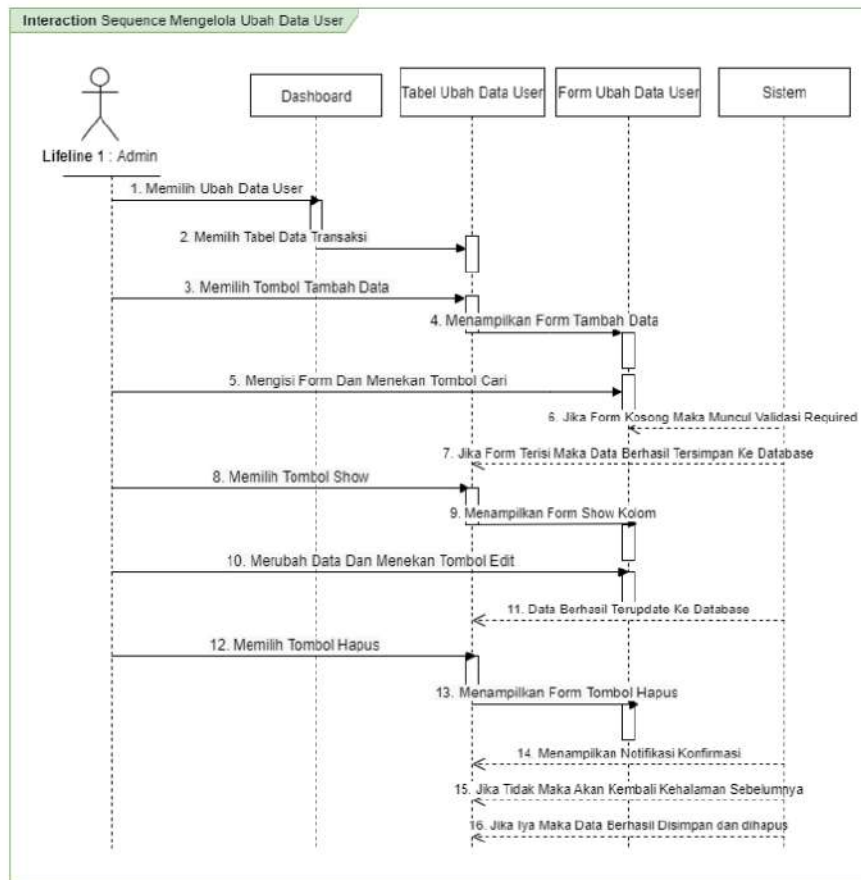 Interaction Sequence Mengelola Ubah Data User
Dashboard
Tabel Ubah Data User
Form Ubah Data User
Sistem
Lifeline 1 : Admin
1. Memilih Ubah Data User
2. Memilih Tabel Data Transaksi
3. Memilih Tombol Tambah Data
4. Menampilkan Form Tambah Data
5. Mengisi Form Dan Menekan Tombol Cari
6. Jika Form Kosong Maka Muncul Validasi Required
7. Jika Form Terisi Maka Data Berhasil Tersimpan Ke Database
8. Memilih Tombol Show
9. Menampilkan Form Show Kolom
10. Merubah Data Dan Menekan Tombol Edit
11. Data Berhasil Terupdate Ke Database
12. Memilih Tombol Hapus
13. Menampilkan Form Tombol Hapus
14. Menampilkan Notifikasi Konfirmasi
15. Jika Tidak Maka Akan Kembali Kehalaman Sebelumnya
16. Jika Iya Maka Data Berhasil Disimpan dan dihapus